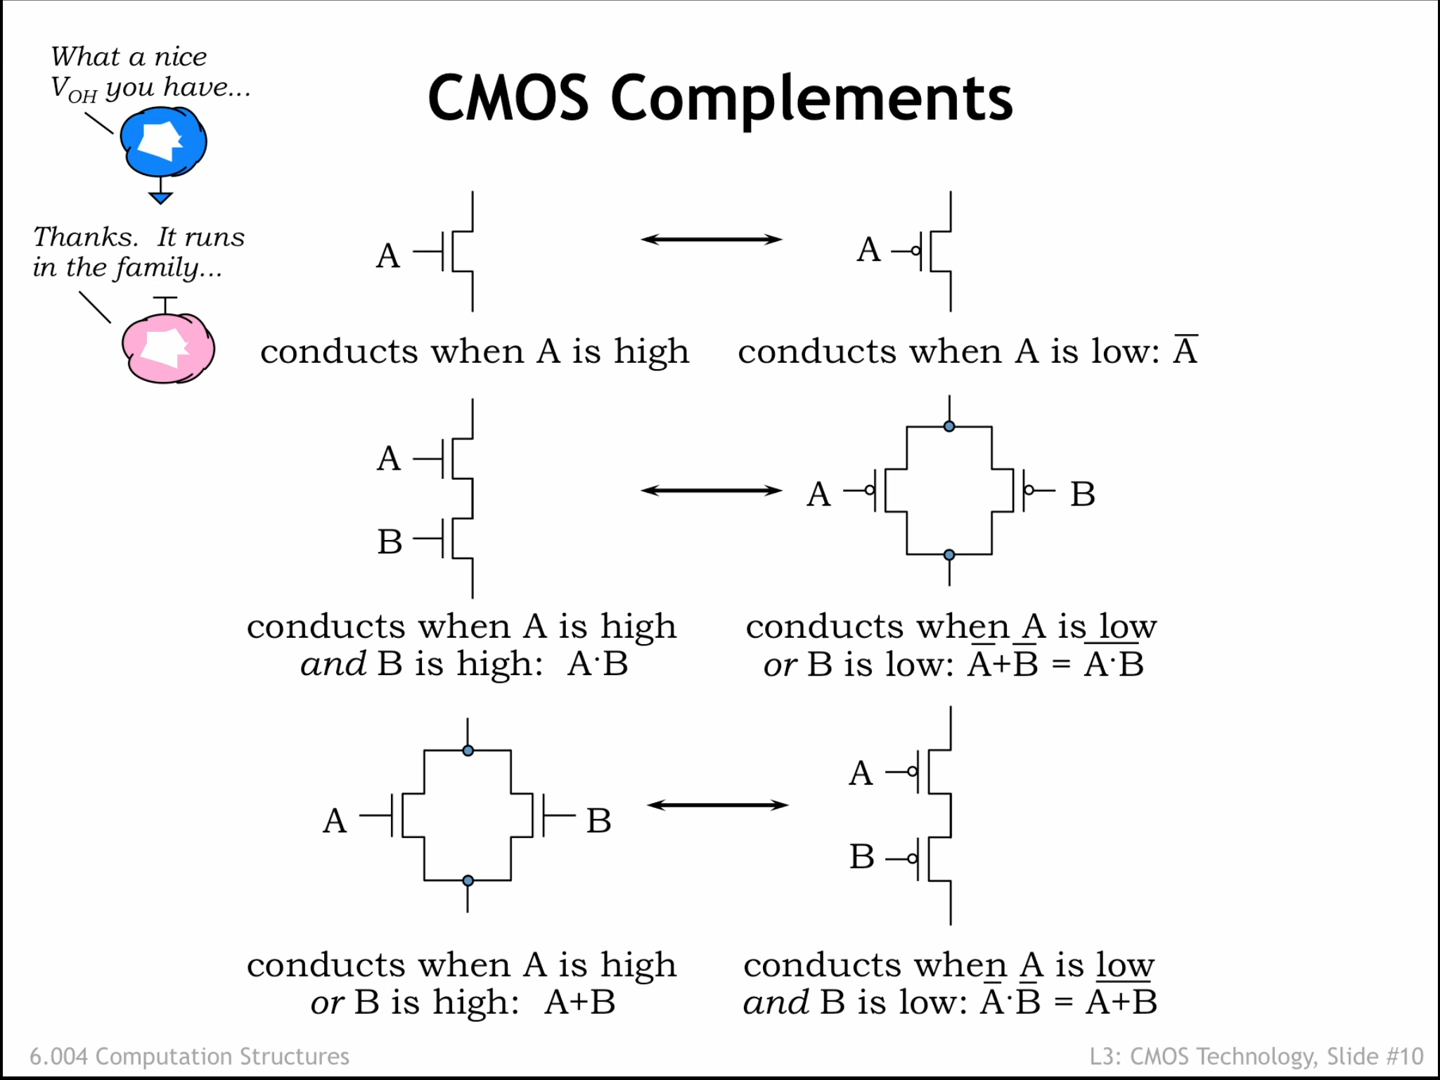 What a nice
V_OH you have...
CMOS Complements
Thanks.  It runs
in the family...
A
A
conducts when A is high
conducts when A is low: A̅
A
B
A
B
conducts when A is high
and B is high:  A·B
conducts when A is low
or B is low: A̅+B̅ = A̅·̅B̅
A
B
A
B
conducts when A is high
or B is high:  A+B
conducts when A is low
and B is low: A̅·B̅ = A̅+̅B̅
6.004 Computation Structures
L3: CMOS Technology, Slide #10